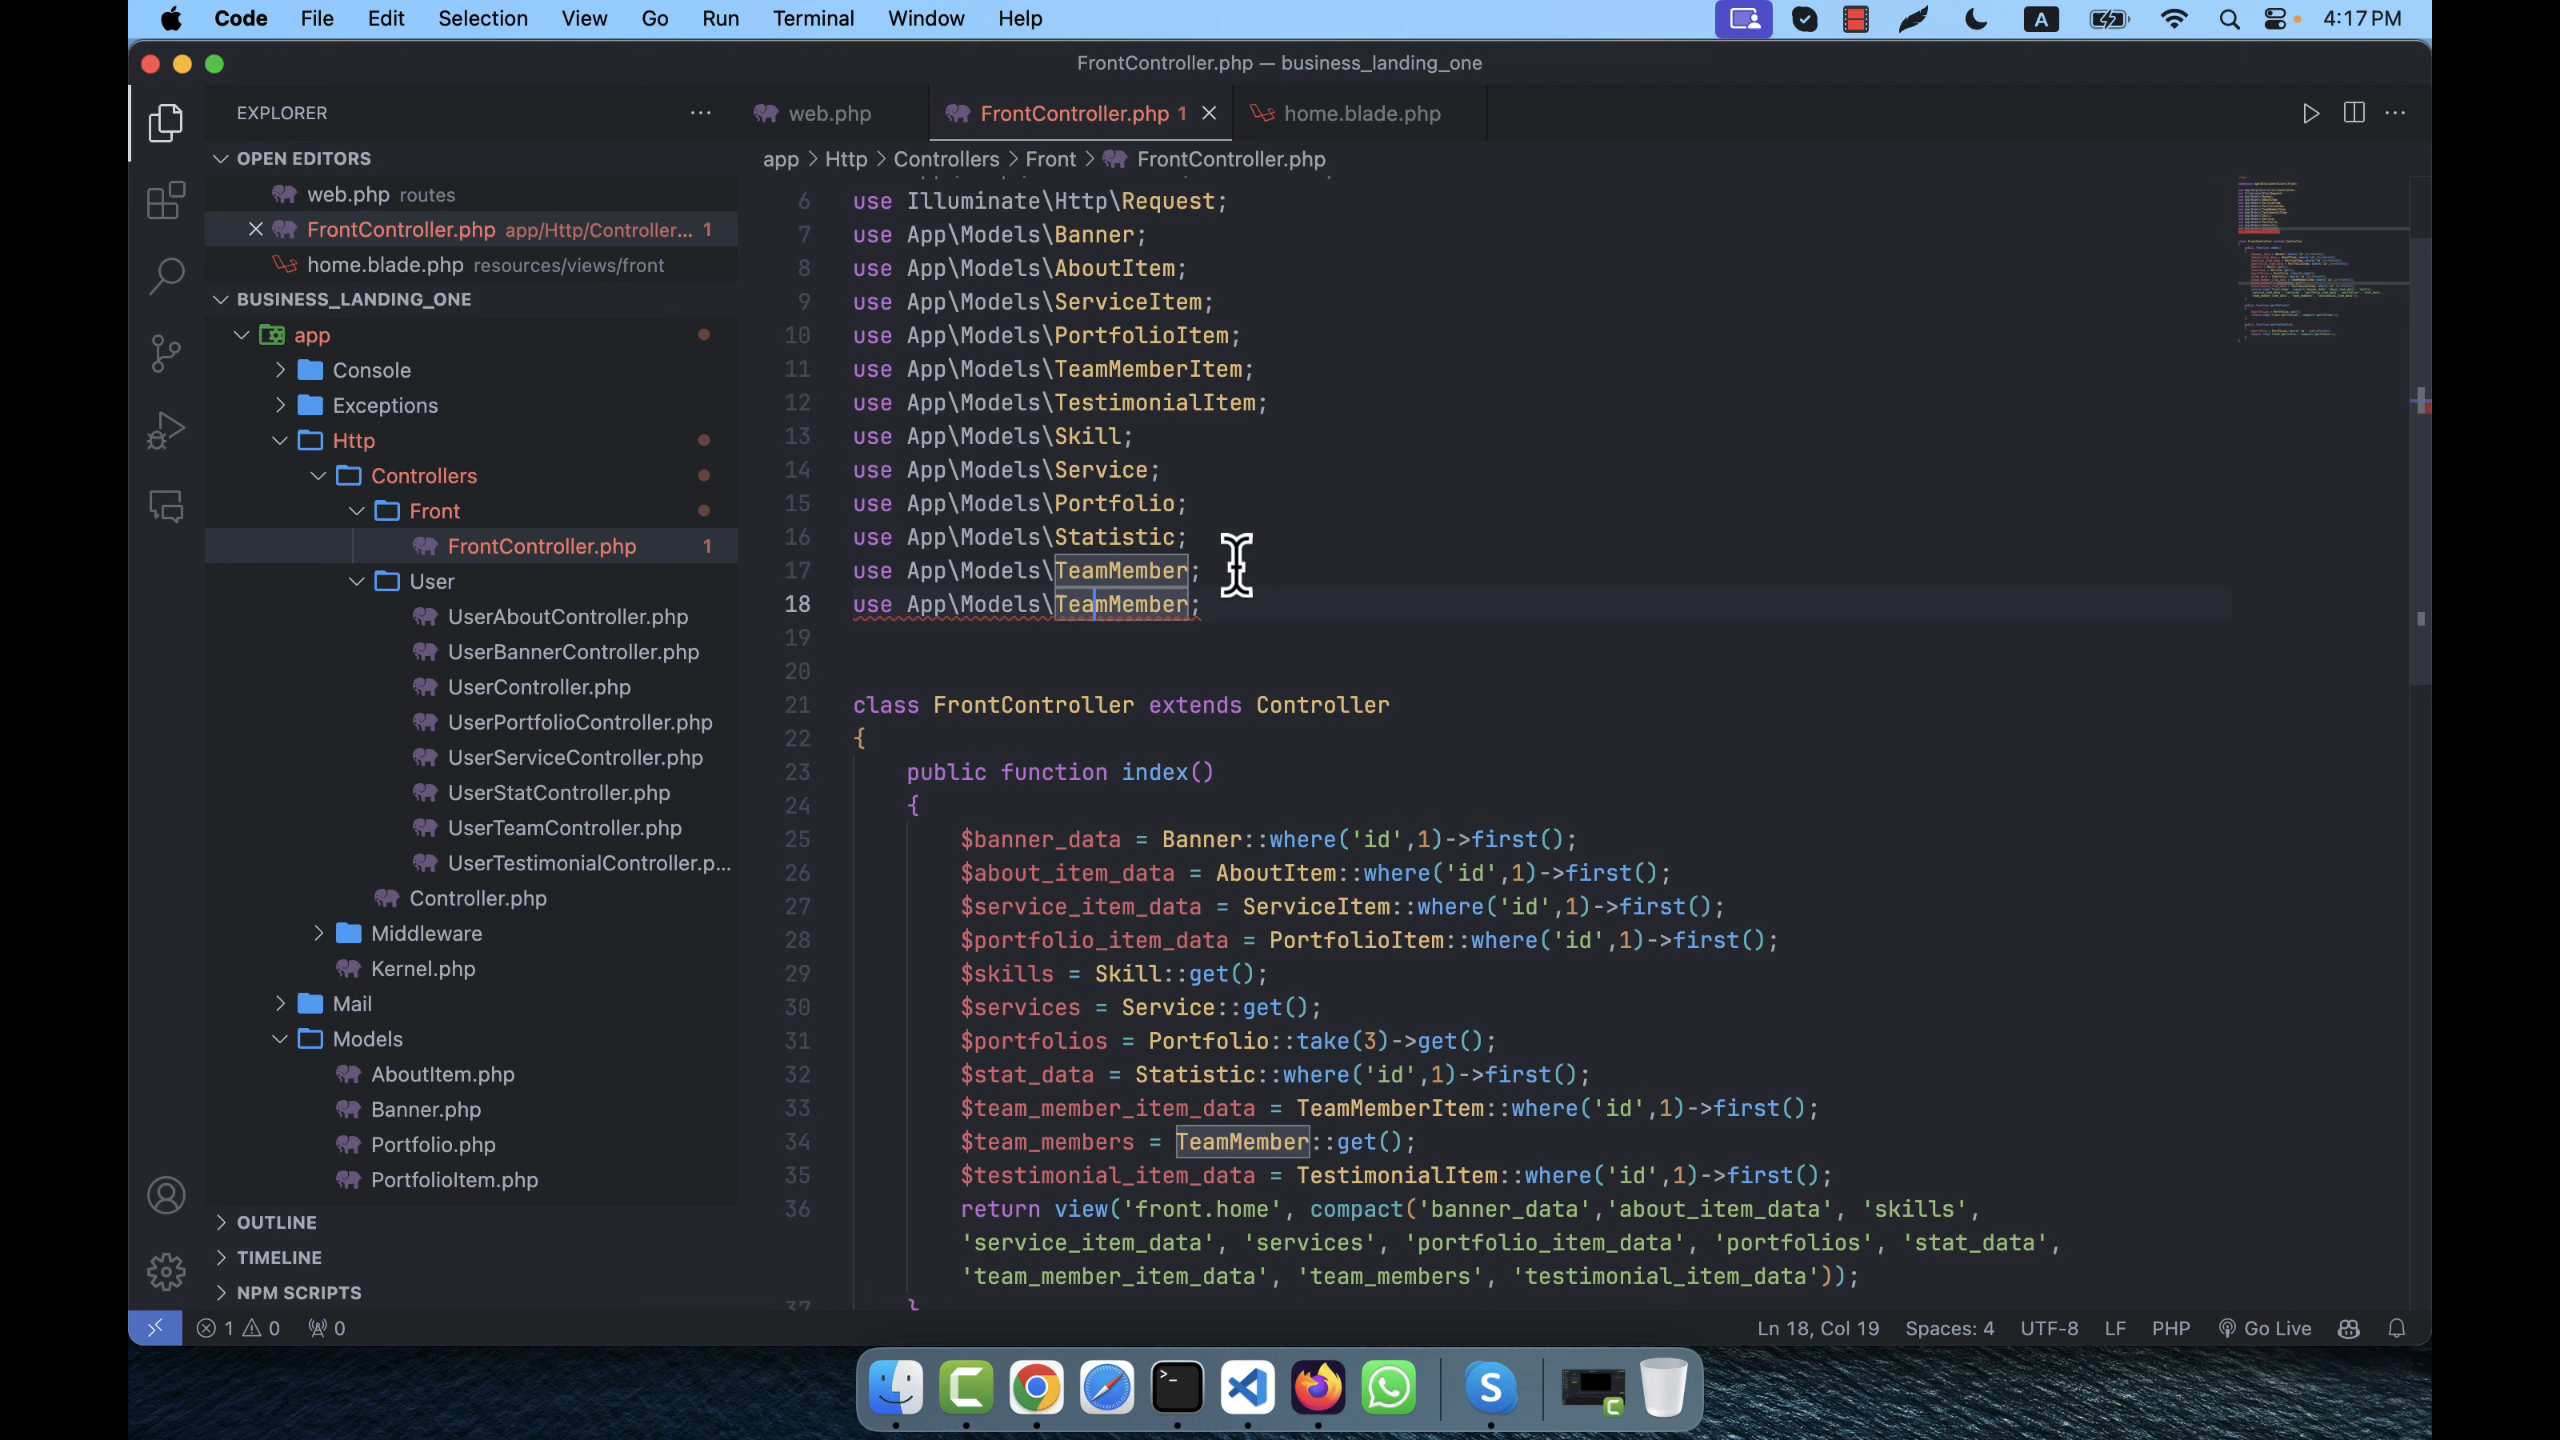 Code File Edit Selection View Go Run Terminal Window Help A 4:17 PM
FrontController.php — business_landing_one
EXPLORER
web.php FrontController.php 1 home.blade.php
OPEN EDITORS
app > Http > Controllers > Front > FrontController.php
web.php routes
FrontController.php app/Http/Controller... 1
home.blade.php resources/views/front
BUSINESS_LANDING_ONE
app
Console
Exceptions
Http
Controllers
Front
FrontController.php 1
User
UserAboutController.php
UserBannerController.php
UserController.php
UserPortfolioController.php
UserServiceController.php
UserStatController.php
UserTeamController.php
UserTestimonialController.p...
Controller.php
Middleware
Kernel.php
Mail
Models
AboutItem.php
Banner.php
Portfolio.php
PortfolioItem.php
OUTLINE
TIMELINE
NPM SCRIPTS
6 use Illuminate\Http\Request;
7 use App\Models\Banner;
8 use App\Models\AboutItem;
9 use App\Models\ServiceItem;
10 use App\Models\PortfolioItem;
11 use App\Models\TeamMemberItem;
12 use App\Models\TestimonialItem;
13 use App\Models\Skill;
14 use App\Models\Service;
15 use App\Models\Portfolio;
16 use App\Models\Statistic;
17 use App\Models\TeamMember;
18 use App\Models\TeamMember;
19
20
21 class FrontController extends Controller
22 {
23 public function index()
24 {
25 $banner_data = Banner::where('id',1)->first();
26 $about_item_data = AboutItem::where('id',1)->first();
27 $service_item_data = ServiceItem::where('id',1)->first();
28 $portfolio_item_data = PortfolioItem::where('id',1)->first();
29 $skills = Skill::get();
30 $services = Service::get();
31 $portfolios = Portfolio::take(3)->get();
32 $stat_data = Statistic::where('id',1)->first();
33 $team_member_item_data = TeamMemberItem::where('id',1)->first();
34 $team_members = TeamMember::get();
35 $testimonial_item_data = TestimonialItem::where('id',1)->first();
36 return view('front.home', compact('banner_data','about_item_data', 'skills',
'service_item_data', 'services', 'portfolio_item_data', 'portfolios', 'stat_data',
'team_member_item_data', 'team_members', 'testimonial_item_data'));
37 }
1 0 0 Ln 18, Col 19 Spaces: 4 UTF-8 LF PHP Go Live